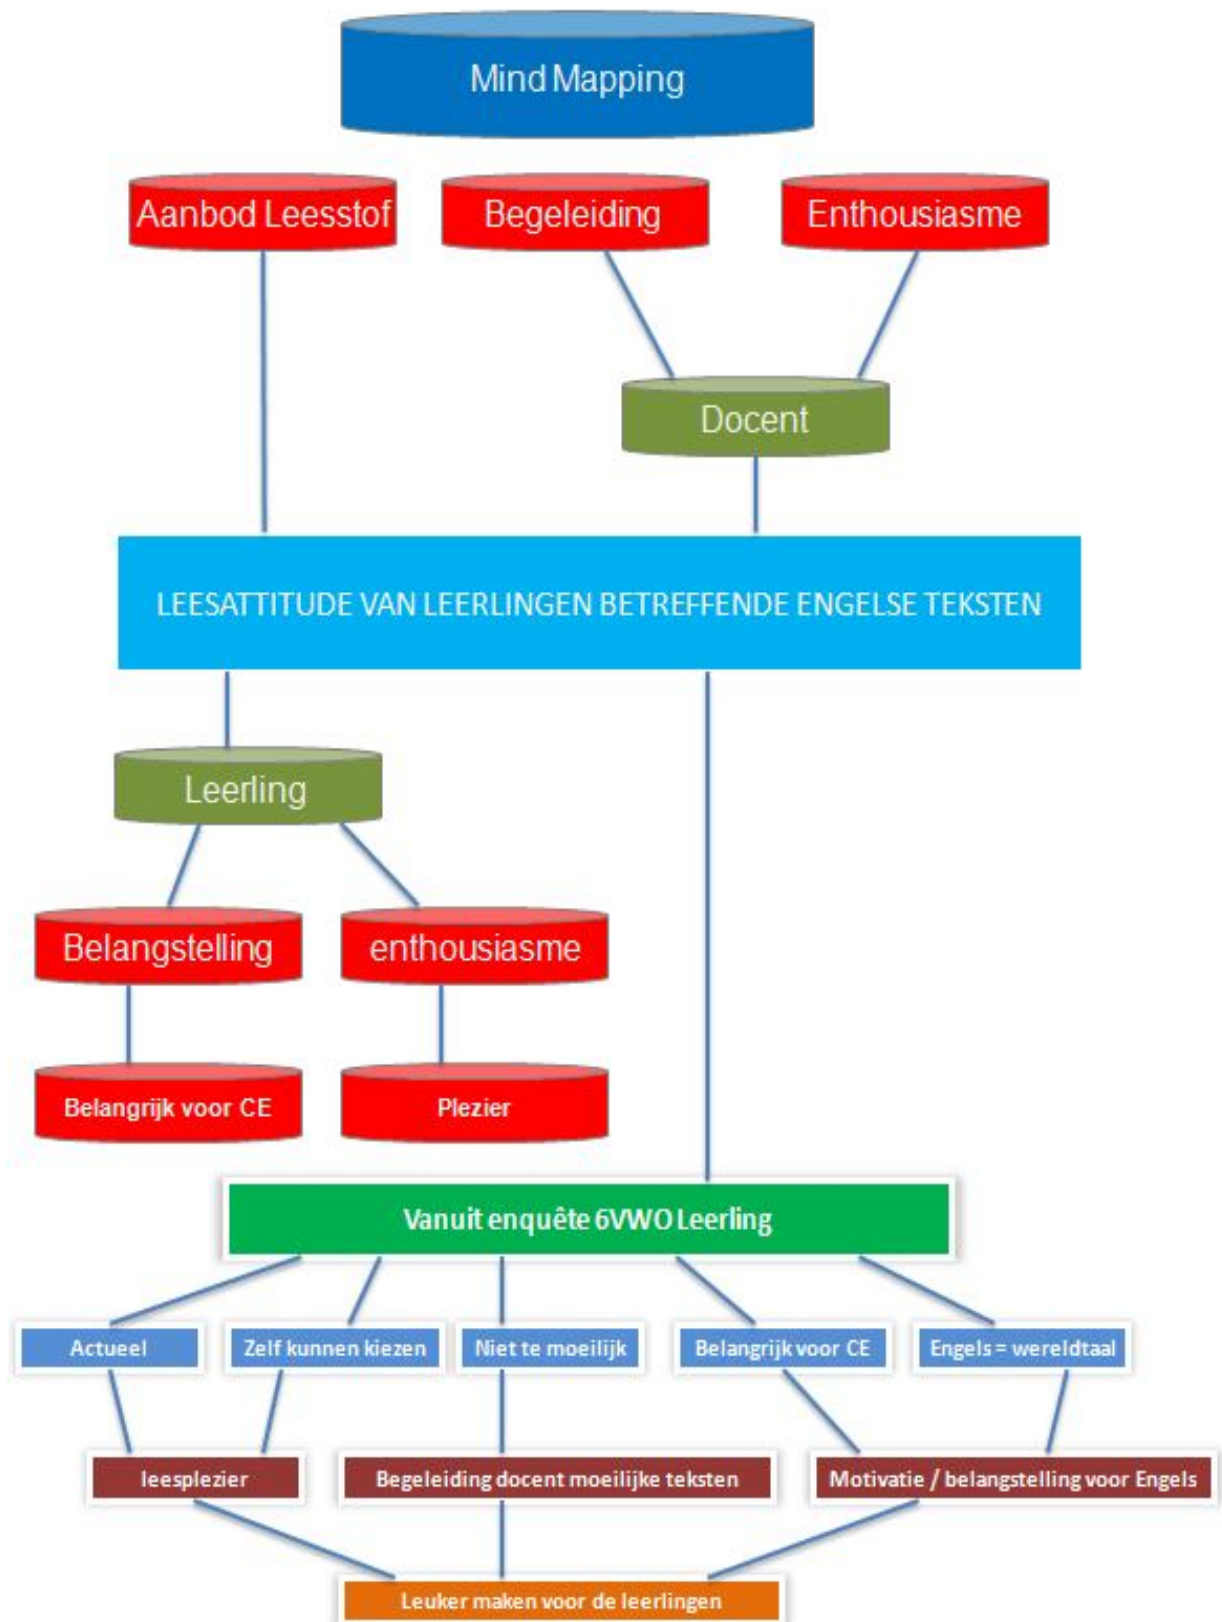 Mind Mapping
Aanbod Leesstof
Begeleiding
Enthousiasme
Docent
LEESATTITUDE VAN LEERLINGEN BETREFFENDE ENGELSE TEKSTEN
Leerling
Belangstelling
enthousiasme
Belangrijk voor CE
Plezier
Vanuit enquête 6VWO Leerling
Actueel
Zelf kunnen kiezen
Niet te moeilijk
Belangrijk voor CE
Engels = wereldtaal
leesplezier
Begeleiding docent moeilijke teksten
Motivatie / belangstelling voor Engels
Leuker maken voor de leerlingen